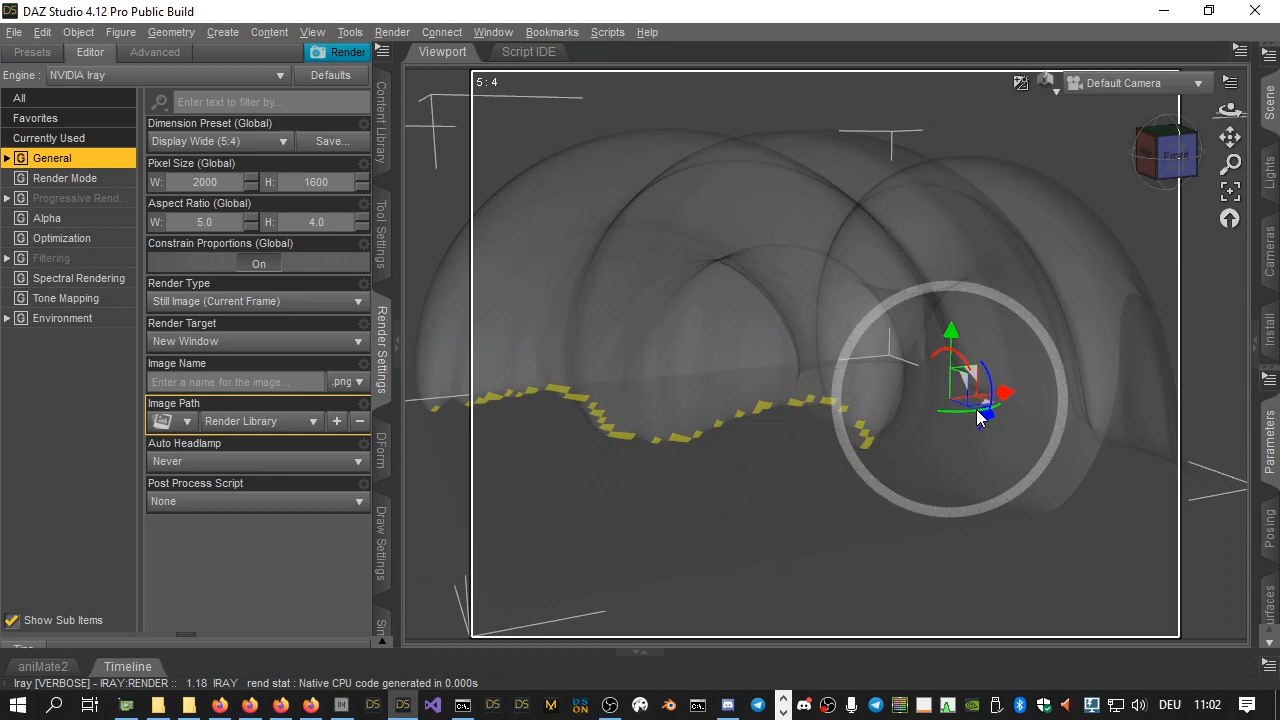 DAZ Studio 4.12 Pro Public Build
File Edit Object Figure Geometry Create Content View Tools Render Connect Window Bookmarks Scripts Help
Presets Editor Advanced Render
Viewport Script IDE
Engine : NVIDIA Iray Defaults
5 : 4
Default Camera
Front
All
Favorites
Currently Used
General
Render Mode
Progressive Rend...
Alpha
Optimization
Filtering
Spectral Rendering
Tone Mapping
Environment
Show Sub Items
Enter text to filter by...
Dimension Preset (Global)
Display Wide (5:4) Save...
Pixel Size (Global)
W: 2000 H: 1600
Aspect Ratio (Global)
W: 5.0 H: 4.0
Constrain Proportions (Global)
On
Render Type
Still Image (Current Frame)
Render Target
New Window
Image Name
Enter a name for the image... .png
Image Path
Render Library
Auto Headlamp
Never
Post Process Script
None
Content Library
Tool Settings
Render Settings
DForm
Draw Settings
Scene
Lights
Cameras
Install
Parameters
Posing
aniMate2 Timeline
Iray [VERBOSE] - IRAY:RENDER :: 1.18 IRAY rend stat : Native CPU code generated in 0.000s
DEU 11:02